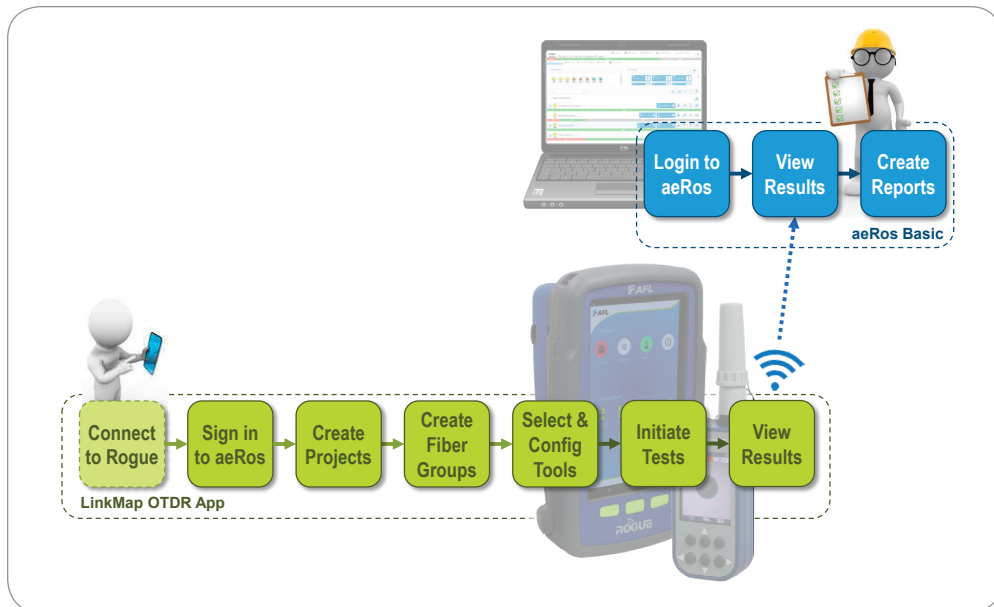 Login to
aeRos
View
Results
Create
Reports
aeRos Basic
AFL
AFL
Connect
to Rogue
Sign in
to aeRos
Create
Projects
Create
Fiber
Groups
Select &
Config
Tools
Initiate
Tests
View
Results
LinkMap OTDR App
ROGUE